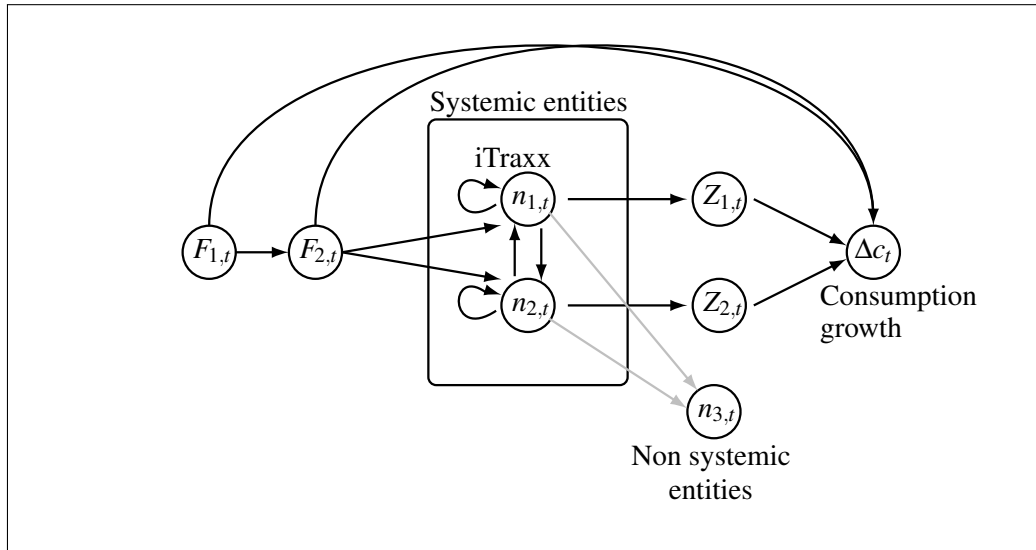 Systemic entities
iTraxx
n1,t
Z1,t
F1,t
F2,t
Δct
n2,t
Z2,t
Consumption
growth
n3,t
Non systemic
entities